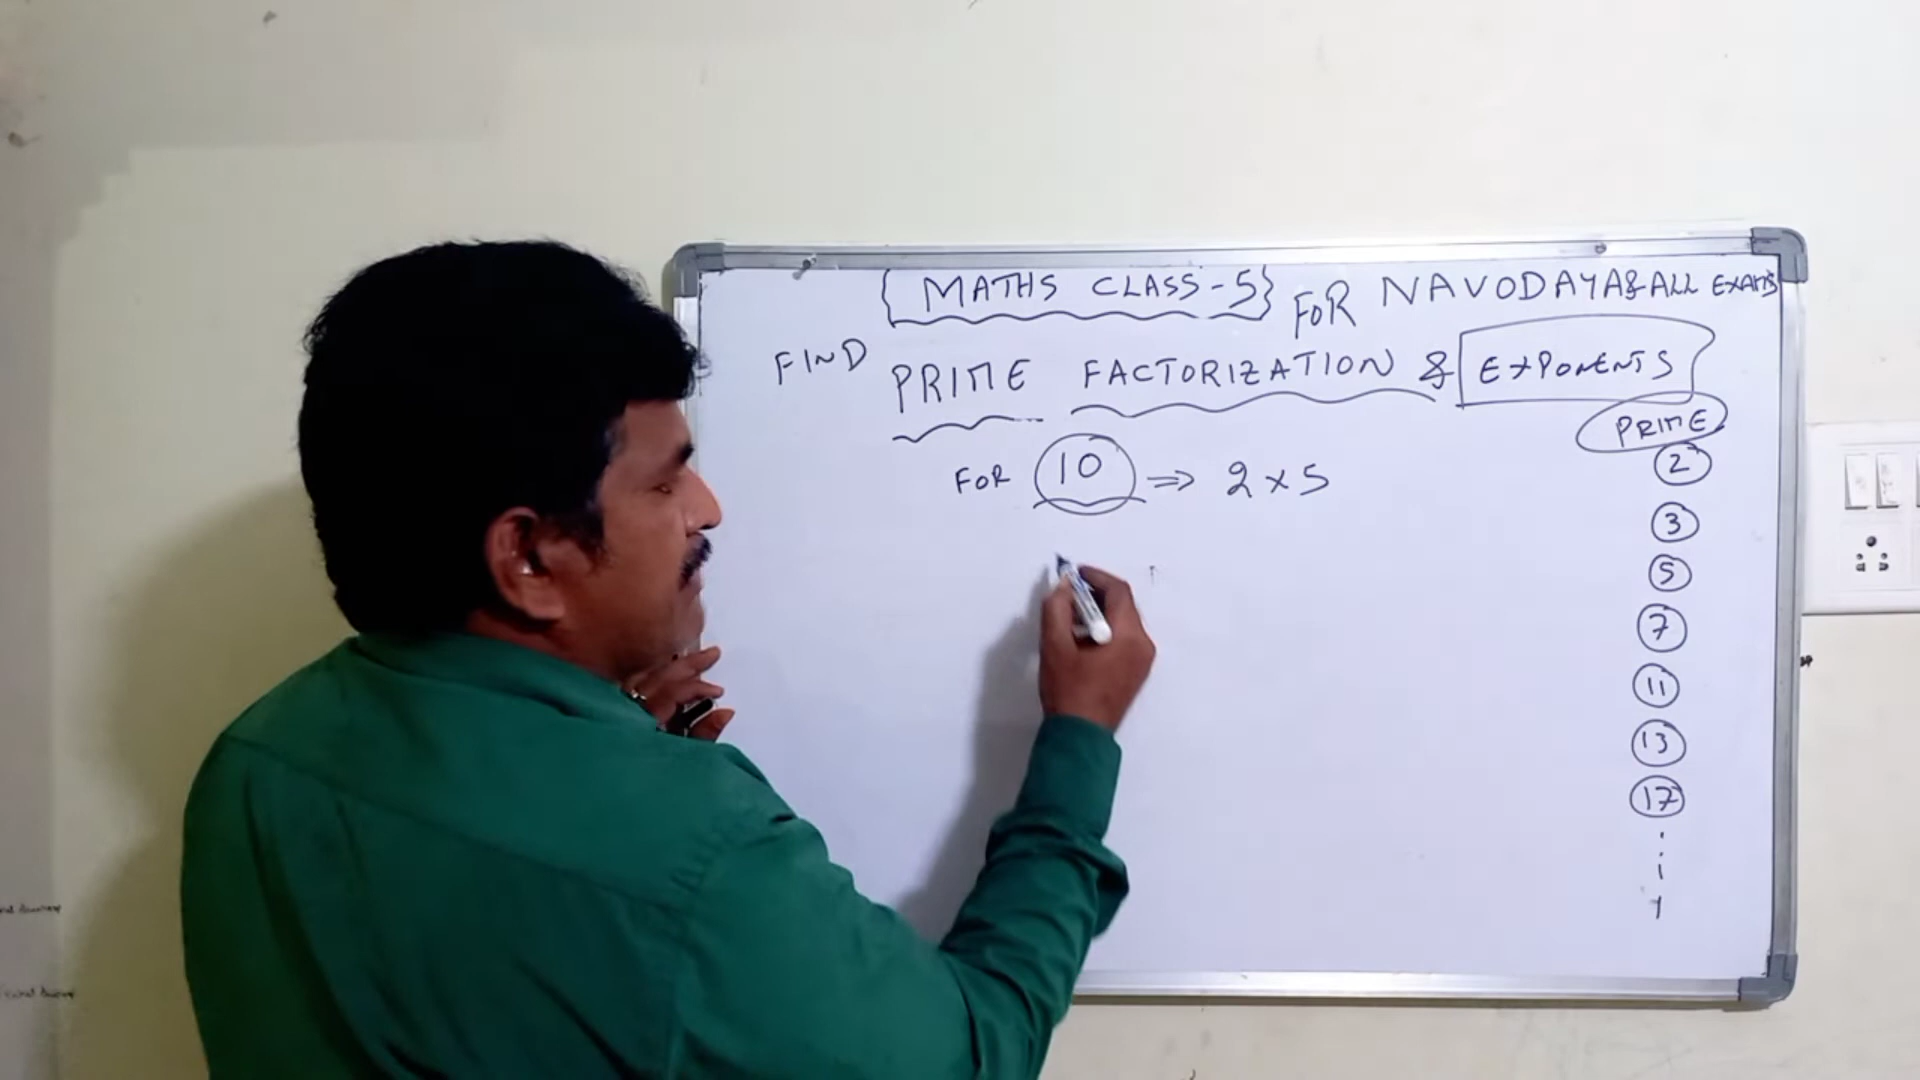 {MATHS CLASS-5} FOR NAVODAYA & ALL EXAMS
FIND PRIME FACTORIZATION & EXPONENTS
PRIME
FOR 10 ⇒ 2 × 5
2
3
5
7
11
13
17